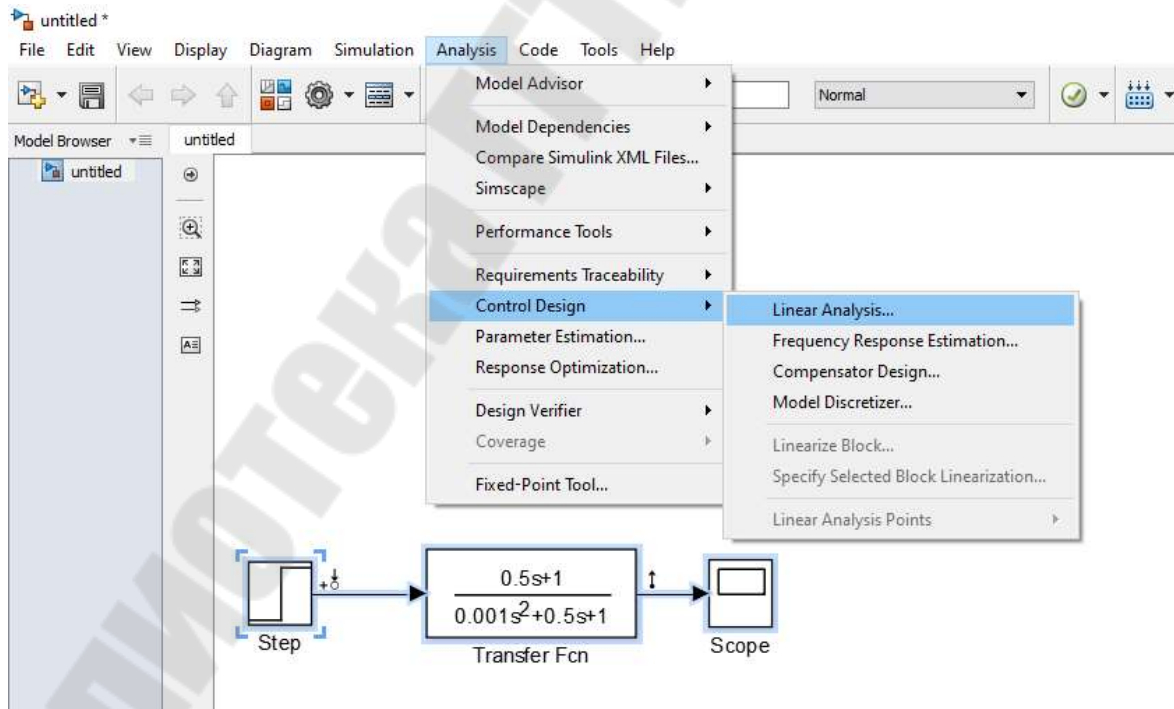 untitled *
File Edit View Display Diagram Simulation Analysis Code Tools Help
Normal
Model Browser
untitled
untitled
Model Advisor
Model Dependencies
Compare Simulink XML Files...
Simscape
Performance Tools
Requirements Traceability
Control Design
Parameter Estimation...
Response Optimization...
Design Verifier
Coverage
Fixed-Point Tool...
Linear Analysis...
Frequency Response Estimation...
Compensator Design...
Model Discretizer...
Linearize Block...
Specify Selected Block Linearization...
Linear Analysis Points
0.5s+1
0.001s²+0.5s+1
Step
Transfer Fcn
Scope